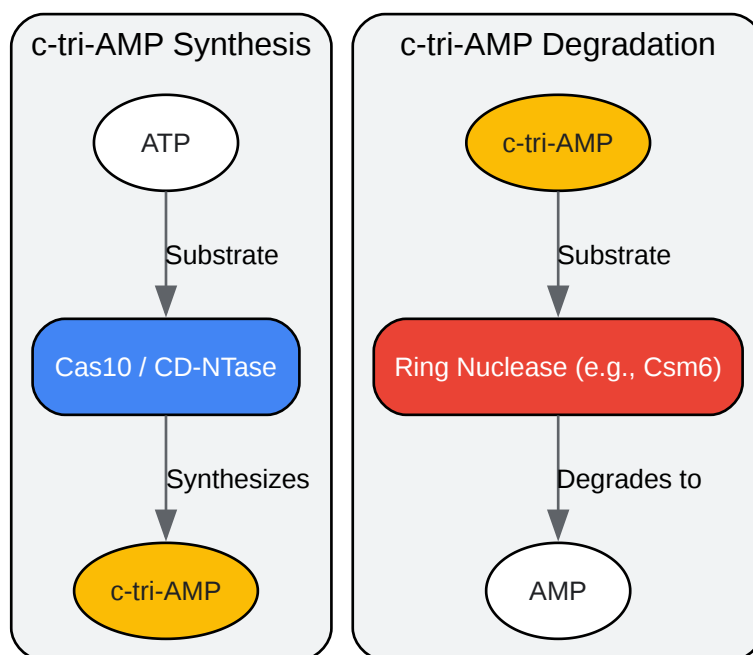 c-tri-AMP Synthesis
ATP
Substrate
Cas10 / CD-NTase
Synthesizes
c-tri-AMP
c-tri-AMP Degradation
c-tri-AMP
Substrate
Ring Nuclease (e.g., Csm6)
Degrades to
AMP